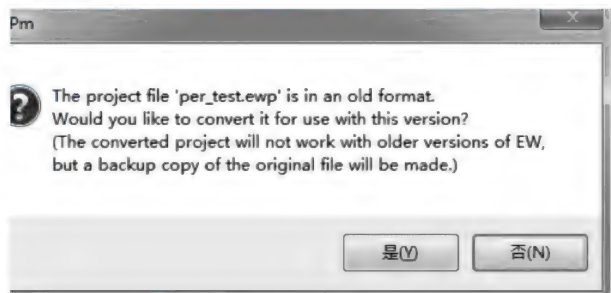 Pm
The project file 'per_test.ewp' is in an old format.
Would you like to convert it for use with this version?
(The converted project will not work with older versions of EW,
but a backup copy of the original file will be made.)
是(Y)
否(N)